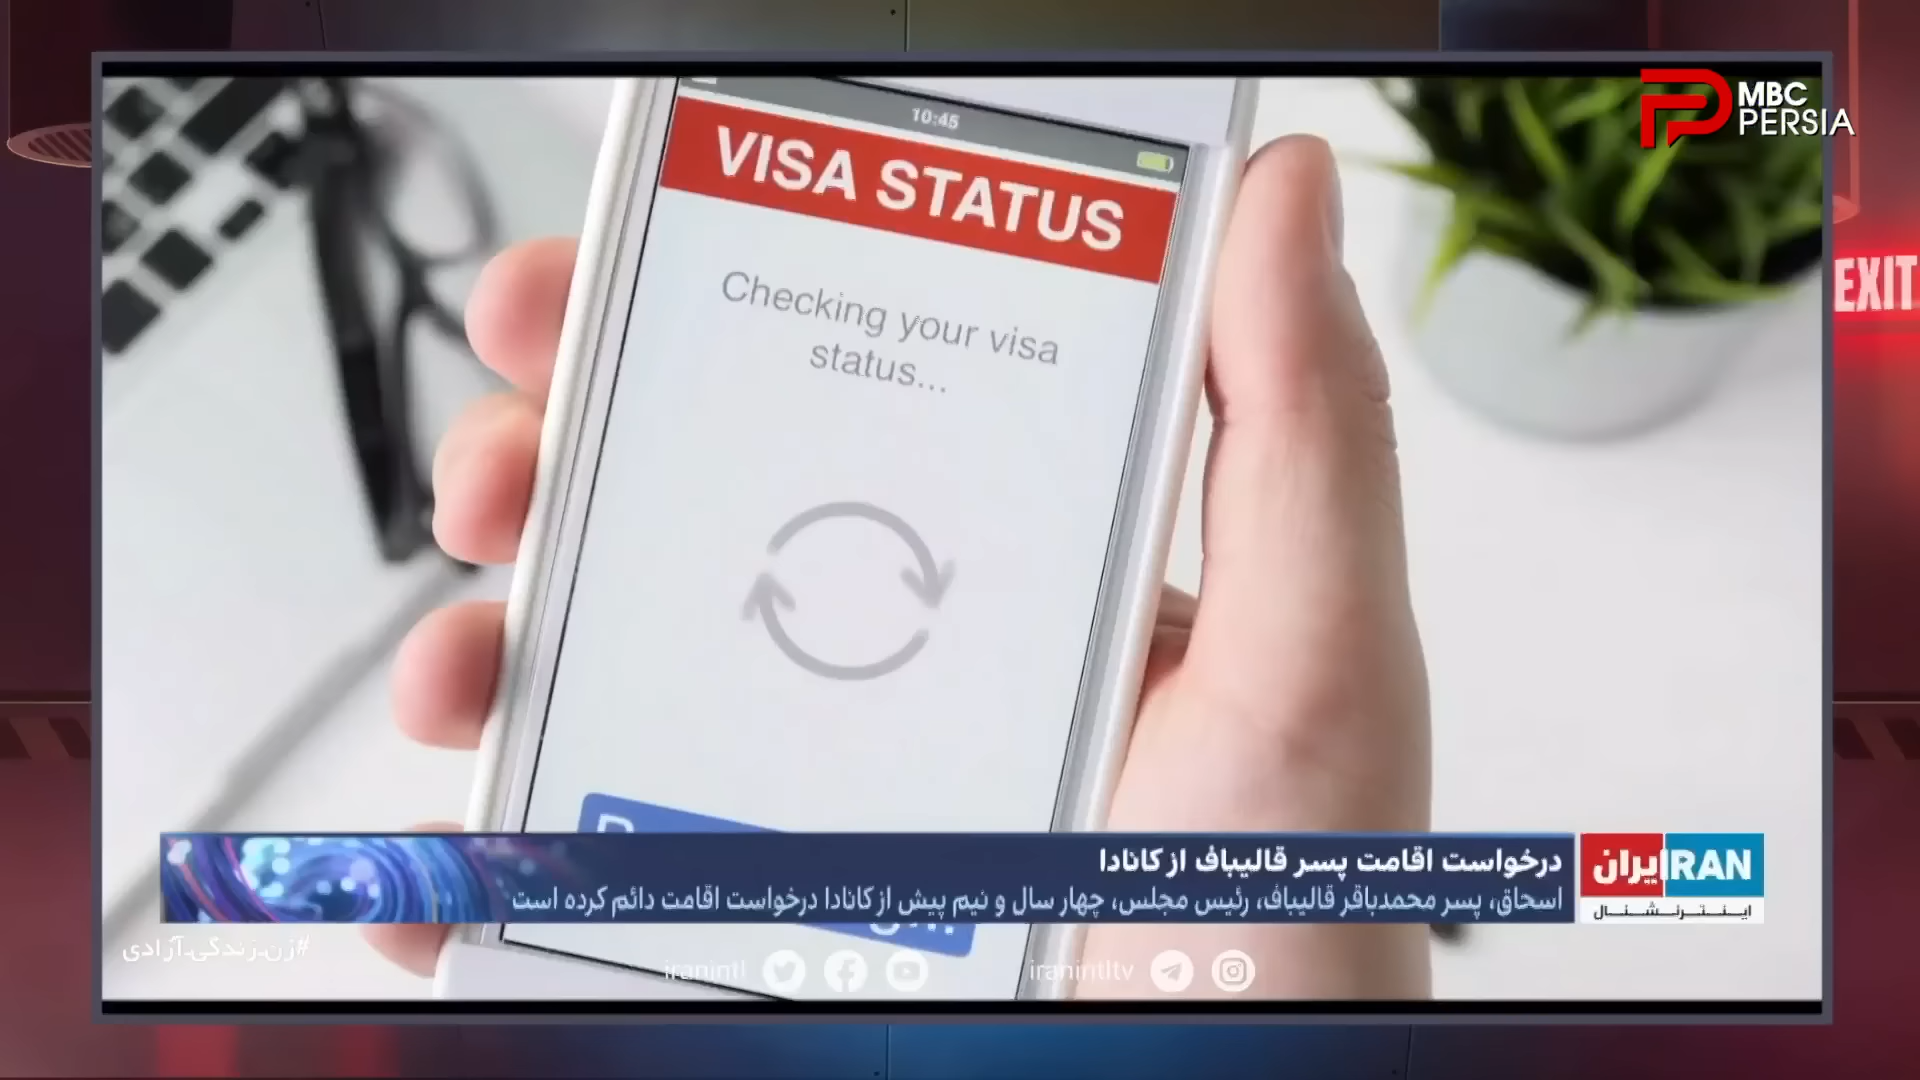 MBC
PERSIA
EXIT
10:45
VISA STATUS
Checking your visa
status...
درخواست اقامت پسر قالیباف از کانادا
اسحاق، پسر محمدباقر قالیباف، رئیس مجلس، چهار سال و نیم پیش از کانادا درخواست اقامت دائم کرده است
ایران IRAN
اینترنشنال
#زن_زندگی_آزادی
iranintl
iranintltv